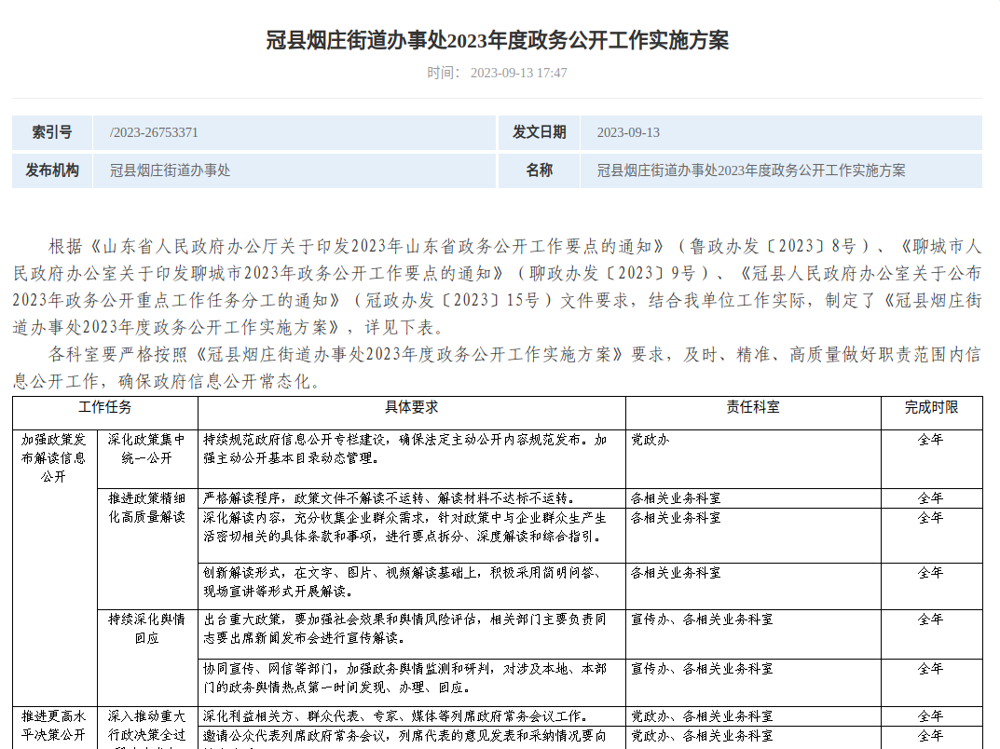 冠县烟庄街道办事处2023年度政务公开工作实施方案
时间： 2023-09-13 17:47
索引号 /2023-26753371 发文日期 2023-09-13
发布机构 冠县烟庄街道办事处 名称 冠县烟庄街道办事处2023年度政务公开工作实施方案
根据《山东省人民政府办公厅关于印发2023年山东省政务公开工作要点的通知》（鲁政办发〔2023〕8号）、《聊城市人
民政府办公室关于印发聊城市2023年政务公开工作要点的通知》（聊政办发〔2023〕9号）、《冠县人民政府办公室关于公布
2023年政务公开重点工作任务分工的通知》（冠政办发〔2023〕15号）文件要求，结合我单位工作实际，制定了《冠县烟庄街
道办事处2023年度政务公开工作实施方案》，详见下表。
各科室要严格按照《冠县烟庄街道办事处2023年度政务公开工作实施方案》要求，及时、精准、高质量做好职责范围内信
息公开工作，确保政府信息公开常态化。
工作任务 具体要求 责任科室 完成时限
加强政策发 深化政策集中 持续规范政府信息公开专栏建设，确保法定主动公开内容规范发布。加 党政办 全年
布解读信息 统一公开 强主动公开基本目录动态管理。
公开
推进政策精细 严格解读程序，政策文件不解读不运转、解读材料不达标不运转。 各相关业务科室 全年
化高质量解读 深化解读内容，充分收集企业群众需求，针对政策中与企业群众生产生 各相关业务科室 全年
活密切相关的具体条款和事项，进行要点拆分、深度解读和综合指引。
创新解读形式，在文字、图片、视频解读基础上，积极采用简明问答、 各相关业务科室 全年
现场宣讲等形式开展解读。
持续深化舆情 出台重大政策，要加强社会效果和舆情风险评估，相关部门主要负责同 宣传办、各相关业务科室 全年
回应 志要出席新闻发布会进行宣传解读。
协同宣传、网信等部门，加强政务舆情监测和研判，对涉及本地、本部 宣传办、各相关业务科室 全年
门的政务舆情热点第一时间发现、办理、回应。
推进更高水 深入推动重大 深化利益相关方、群众代表、专家、媒体等列席政府常务会议工作。 党政办、各相关业务科室 全年
平决策公开 行政决策全过 邀请公众代表列席政府常务会议，列席代表的意见发表和采纳情况要向 党政办、各相关业务科室 全年